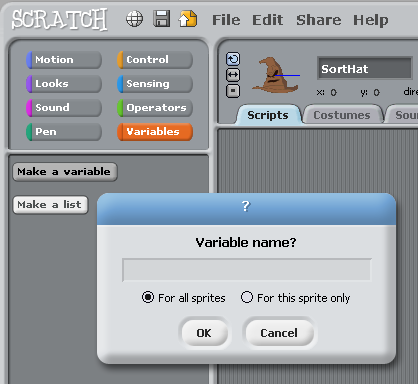 SCRATCH File Edit Share Help
Motion Control
Looks Sensing
Sound Operators
Pen Variables
SortHat
x: 0 y: 0 dire
Scripts Costumes Sou
Make a variable
Make a list
?
Variable name?
For all sprites For this sprite only
OK Cancel